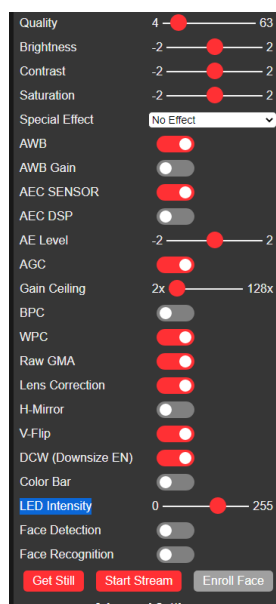 Quality 4 63
Brightness -2 2
Contrast -2 2
Saturation -2 2
Special Effect No Effect
AWB
AWB Gain
AEC SENSOR
AEC DSP
AE Level -2 2
AGC
Gain Ceiling 2x 128x
BPC
WPC
Raw GMA
Lens Correction
H-Mirror
V-Flip
DCW (Downsize EN)
Color Bar
LED Intensity 0 255
Face Detection
Face Recognition
Get Still Start Stream Enroll Face